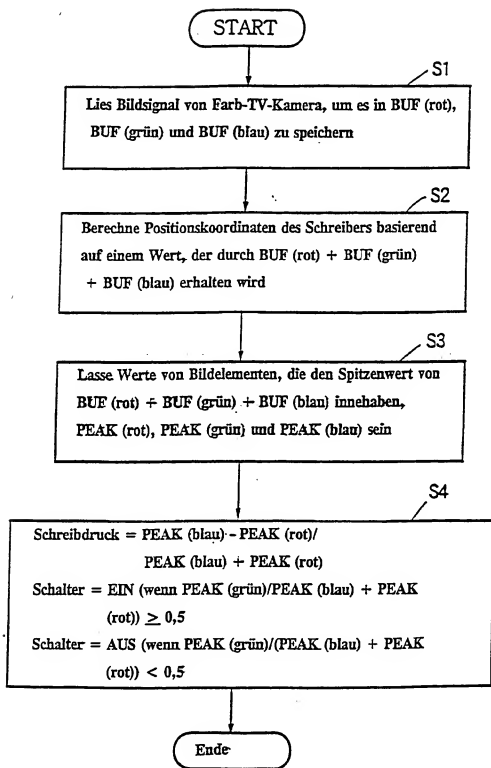 START
S1
Lies Bildsignal von Farb-TV-Kamera, um es in BUF (rot),
BUF (grün) und BUF (blau) zu speichern
S2
Berechne Positionskoordinaten des Schreibers basierend
auf einem Wert, der durch BUF (rot) + BUF (grün)
+ BUF (blau) erhalten wird
S3
Lasse Werte von Bildelementen, die den Spitzenwert von
BUF (rot) + BUF (grün) + BUF (blau) innehaben,
PEAK (rot), PEAK (grün) und PEAK (blau) sein
S4
Schreibdruck = PEAK (blau) - PEAK (rot)/
PEAK (blau) + PEAK (rot)
Schalter = EIN (wenn PEAK (grün)/PEAK (blau) + PEAK
(rot)) ≥ 0,5
Schalter = AUS (wenn PEAK (grün)/(PEAK (blau) + PEAK
(rot)) < 0,5
Ende